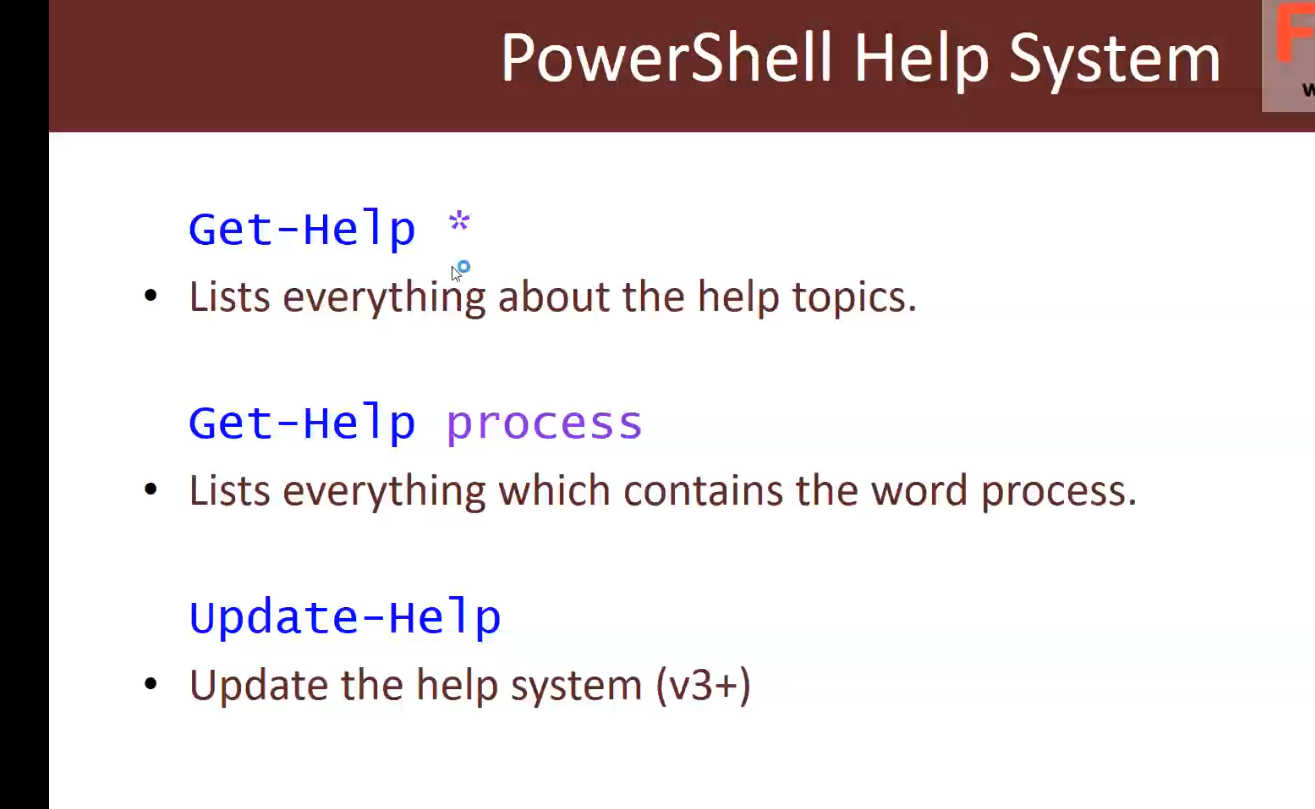 PowerShell Help System
F
w
Get-Help *
• Lists everything about the help topics.
Get-Help process
• Lists everything which contains the word process.
Update-Help
• Update the help system (v3+)